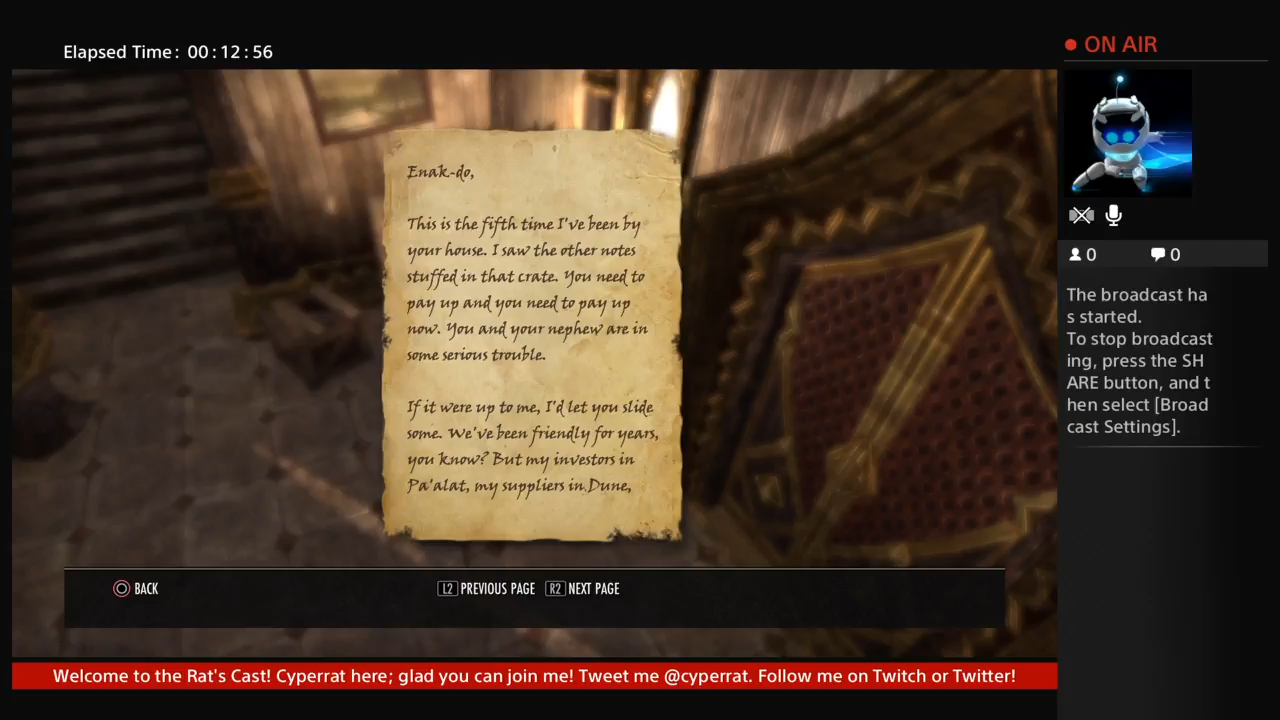 Elapsed Time: 00:12:56
ON AIR
Enak-do,
This is the fifth time I've been by
your house. I saw the other notes
stuffed in that crate. You need to
pay up and you need to pay up
now. You and your nephew are in
some serious trouble.
If it were up to me, I'd let you slide
some. We've been friendly for years,
you know? But my investors in
Pa'alat, my suppliers in Dune,
BACK
L2 PREVIOUS PAGE R2 NEXT PAGE
0 0
The broadcast ha
s started.
To stop broadcast
ing, press the SH
ARE button, and t
hen select [Broad
cast Settings].
Welcome to the Rat's Cast! Cyperrat here; glad you can join me! Tweet me @cyperrat. Follow me on Twitch or Twitter!